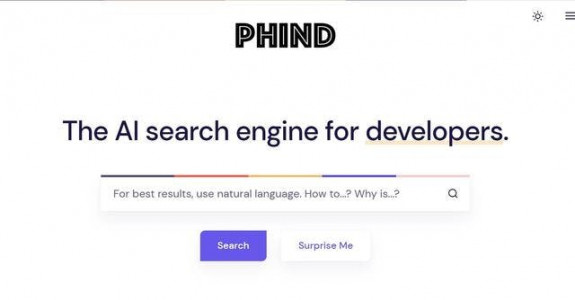 PHIND
The AI search engine for developers.
For best results, use natural language. How to...? Why is...?
Search
Surprise Me